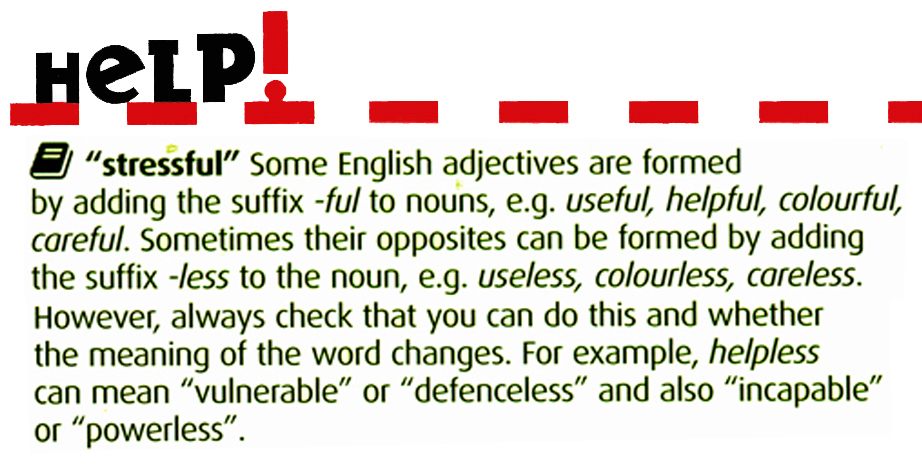 HeLP!
“stressful” Some English adjectives are formed
by adding the suffix -ful to nouns, e.g. useful, helpful, colourful,
careful. Sometimes their opposites can be formed by adding
the suffix -less to the noun, e.g. useless, colourless, careless.
However, always check that you can do this and whether
the meaning of the word changes. For example, helpless
can mean “vulnerable” or “defenceless” and also “incapable”
or “powerless”.